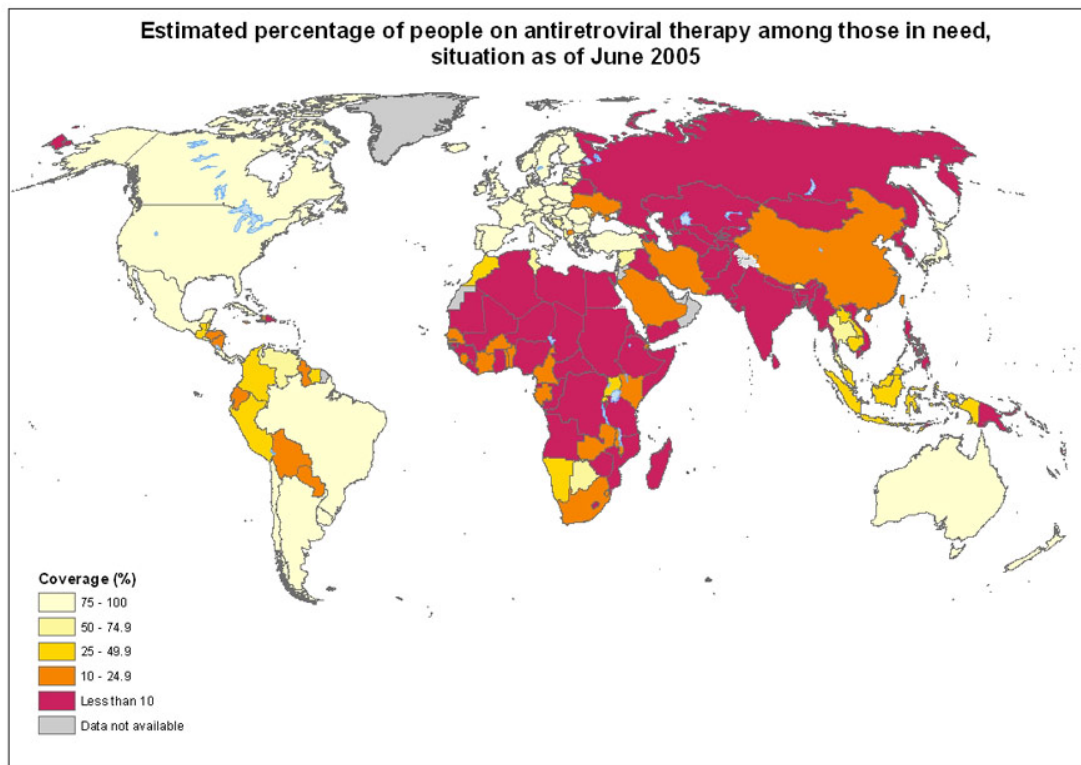 Estimated percentage of people on antiretroviral therapy among those in need,
situation as of June 2005
Coverage (%)
75 - 100
50 - 74.9
25 - 49.9
10 - 24.9
Less than 10
Data not available